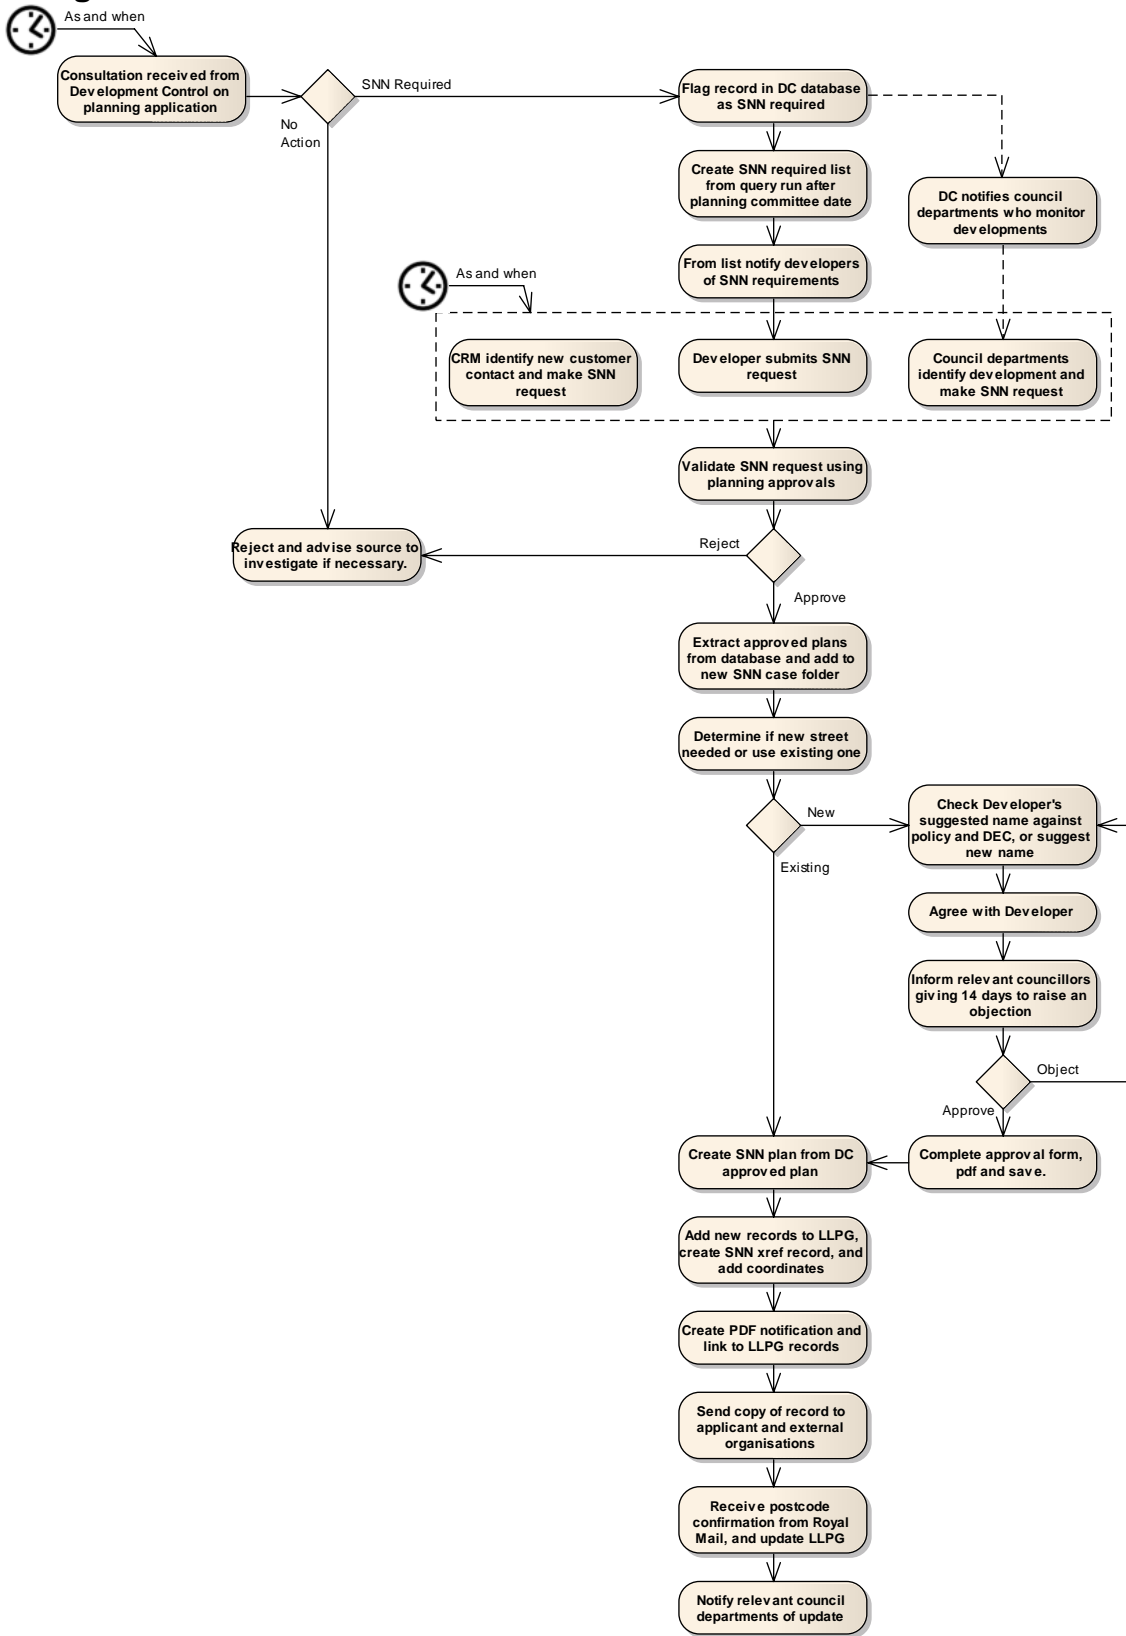 As and when
Consultation received from
Development Control on
planning application
SNN Required
No
Action
Flag record in DC database
as SNN required
Create SNN required list
from query run after
planning committee date
DC notifies council
departments who monitor
developments
From list notify developers
of SNN requirements
As and when
CRM identify new customer
contact and make SNN
request
Developer submits SNN
request
Council departments
identify development and
make SNN request
Validate SNN request using
planning approvals
Reject
Reject and advise source to
investigate if necessary.
Approve
Extract approved plans
from database and add to
new SNN case folder
Determine if new street
needed or use existing one
New
Existing
Check Developer's
suggested name against
policy and DEC, or suggest
new name
Agree with Developer
Inform relevant councillors
giving 14 days to raise an
objection
Object
Approve
Complete approval form,
pdf and save.
Create SNN plan from DC
approved plan
Add new records to LLPG,
create SNN xref record, and
add coordinates
Create PDF notification and
link to LLPG records
Send copy of record to
applicant and external
organisations
Receive postcode
confirmation from Royal
Mail, and update LLPG
Notify relevant council
departments of update